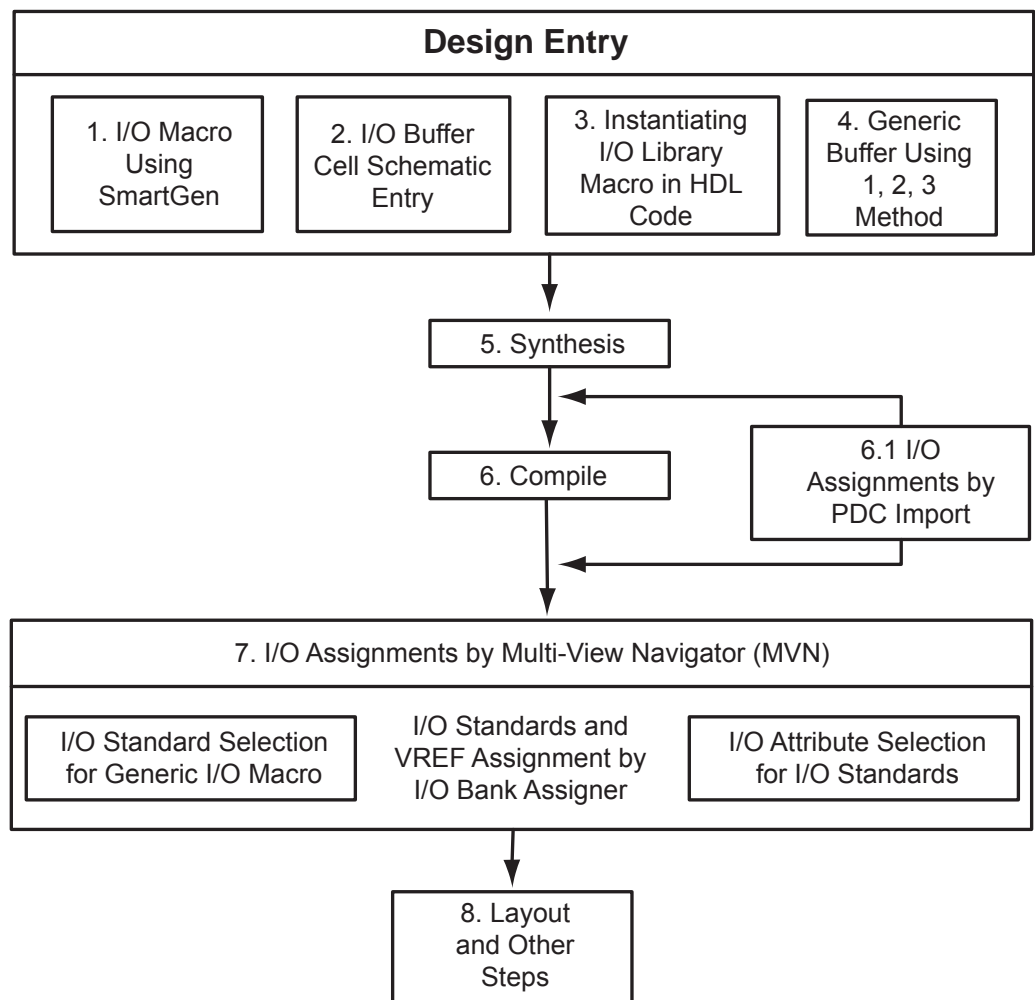 Design Entry
1. I/O Macro
Using
SmartGen
2. I/O Buffer
Cell Schematic
Entry
3. Instantiating
I/O Library
Macro in HDL
Code
4. Generic
Buffer Using
1, 2, 3
Method
5. Synthesis
6. Compile
6.1 I/O
Assignments by
PDC Import
7. I/O Assignments by Multi-View Navigator (MVN)
I/O Standard Selection
for Generic I/O Macro
I/O Standards and
VREF Assignment by
I/O Bank Assigner
I/O Attribute Selection
for I/O Standards
8. Layout
and Other
Steps